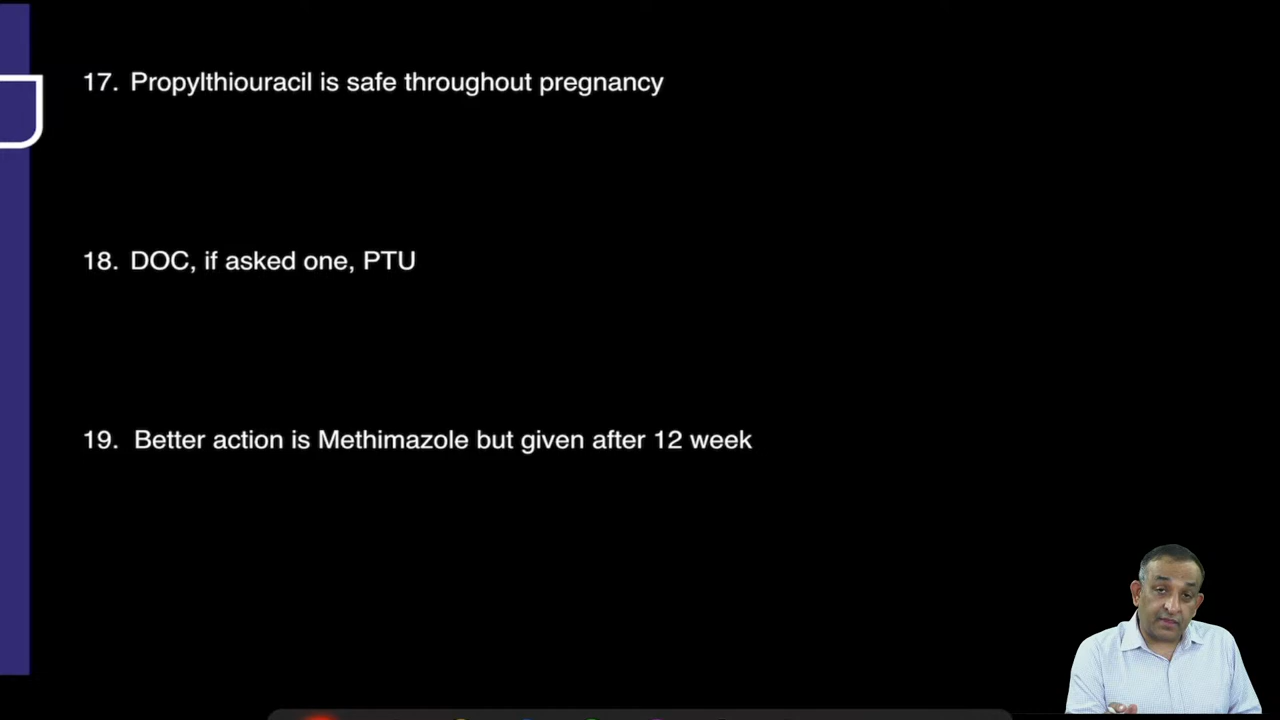 17. Propylthiouracil is safe throughout pregnancy
18. DOC, if asked one, PTU
19. Better action is Methimazole but given after 12 week